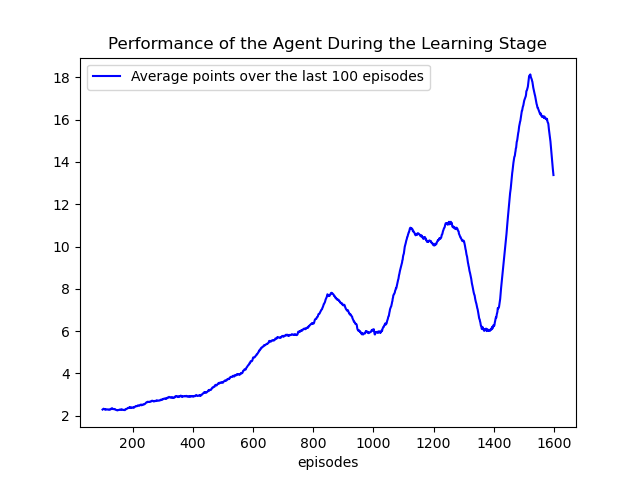 Performance of the Agent During the Learning Stage
Average points over the last 100 episodes
18
16
14
12
10
8
6
4
2
200 400 600 800 1000 1200 1400 1600
episodes